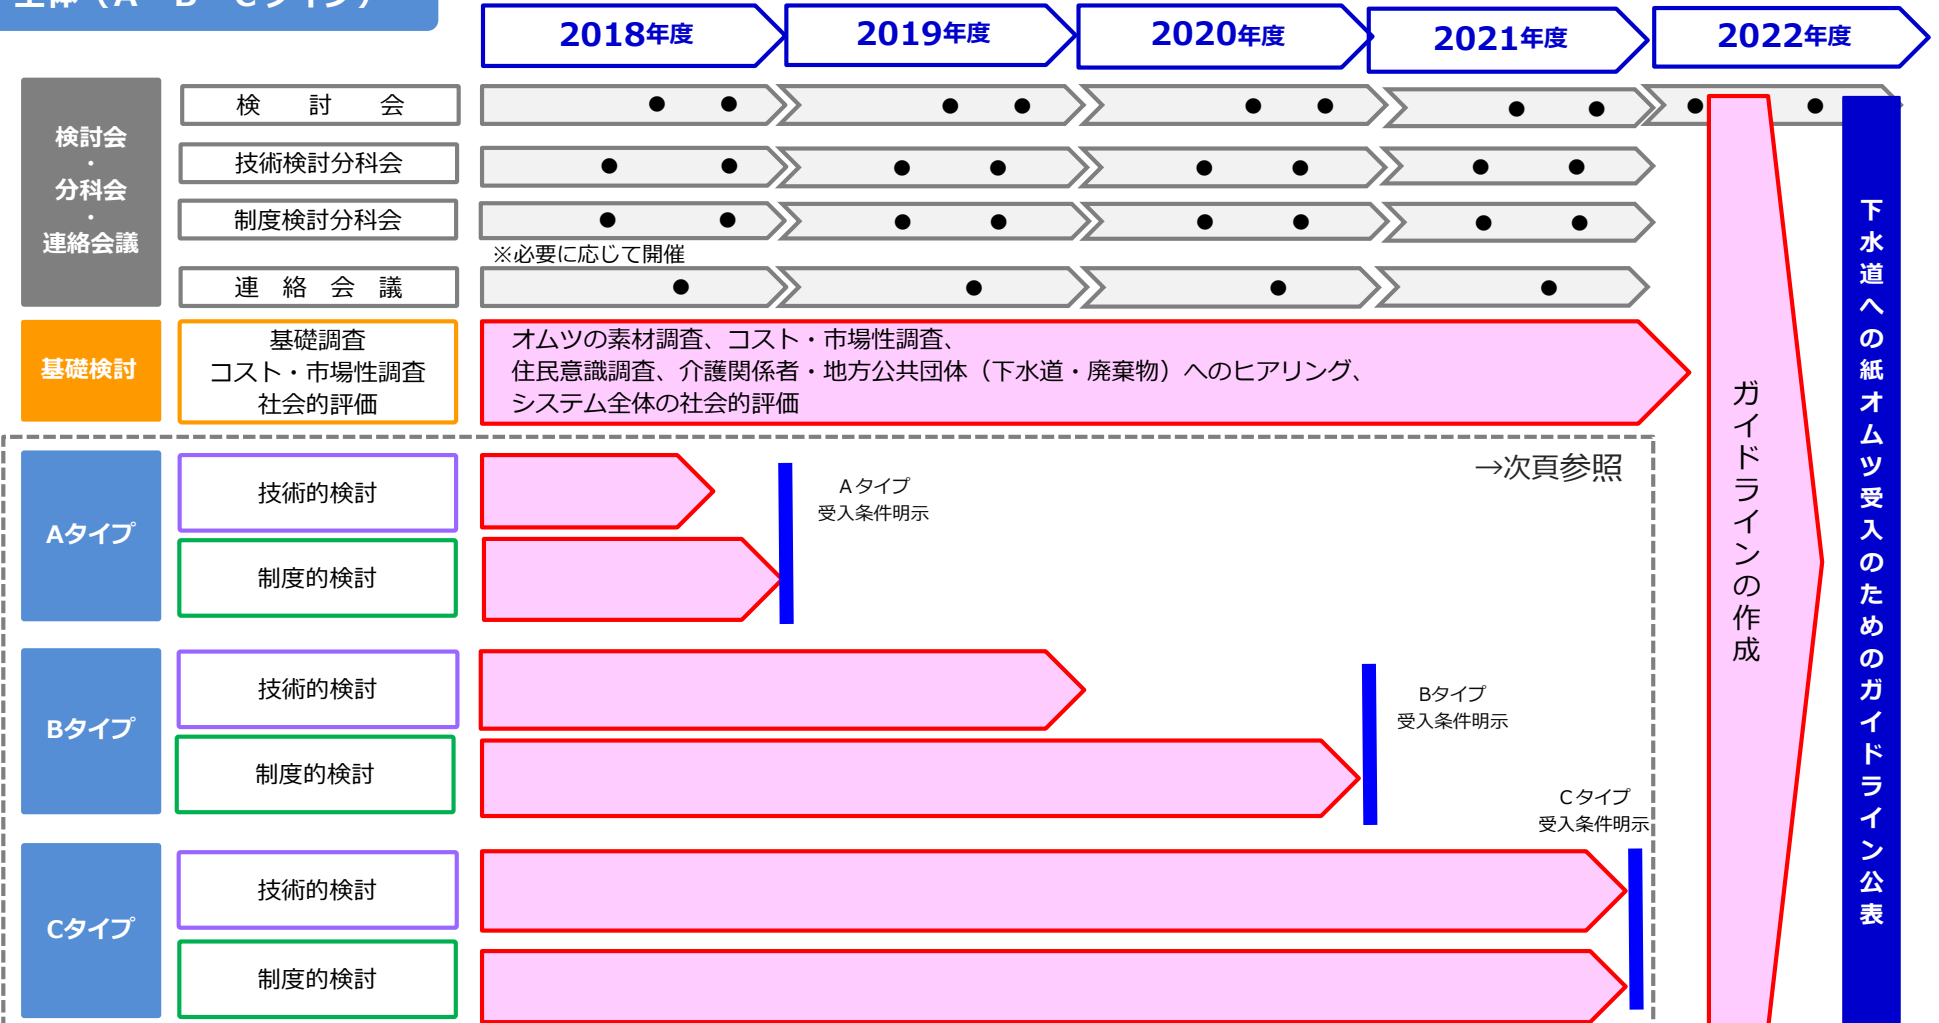 （A・B・Cタイプ）
2018年度
2019年度
2020年度
2021年度
2022年度
検討会
・
分科会
・
連絡会議
検　討　会
技術検討分科会
制度検討分科会
※必要に応じて開催
連 絡 会 議
基礎検討
基礎調査
コスト・市場性調査
社会的評価
オムツの素材調査、コスト・市場性調査、
住民意識調査、介護関係者・地方公共団体（下水道・廃棄物）へのヒアリング、
システム全体の社会的評価
→次頁参照
Aタイプ
技術的検討
制度的検討
Aタイプ
受入条件明示
Bタイプ
技術的検討
制度的検討
Bタイプ
受入条件明示
Cタイプ
技術的検討
制度的検討
Cタイプ
受入条件明示
ガイドラインの作成
下水道への紙オムツ受入のためのガイドライン公表